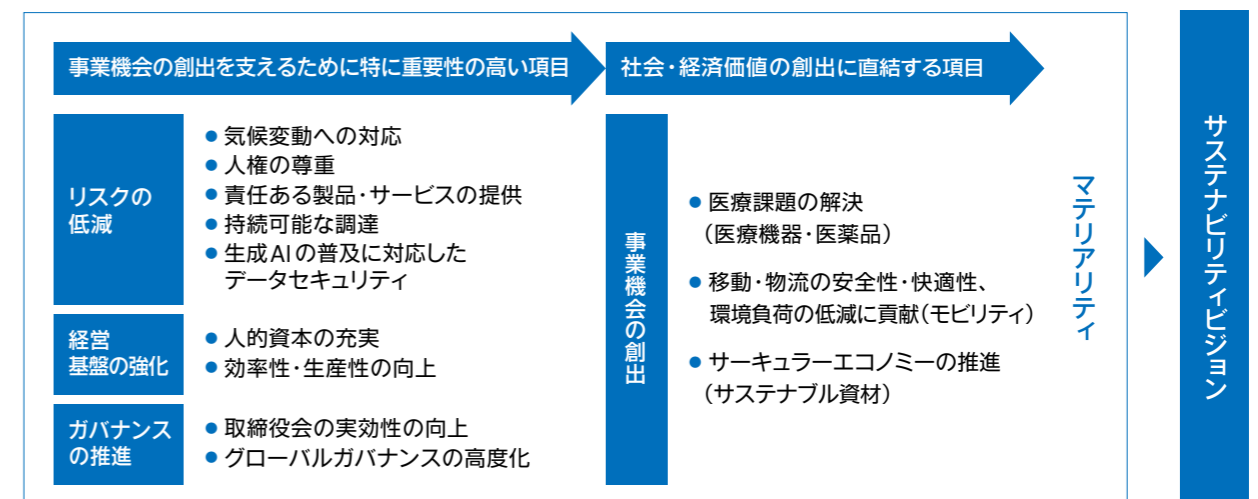 事業機会の創出を支えるために特に重要性の高い項目
リスクの
低減
● 気候変動への対応
● 人権の尊重
● 責任ある製品・サービスの提供
● 持続可能な調達
● 生成AIの普及に対応した
データセキュリティ
経営
基盤の強化
● 人的資本の充実
● 効率性・生産性の向上
ガバナンス
の推進
● 取締役会の実効性の向上
● グローバルガバナンスの高度化
社会・経済価値の創出に直結する項目
事業機会の創出
● 医療課題の解決
（医療機器・医薬品）
● 移動・物流の安全性・快適性、
環境負荷の低減に貢献（モビリティ）
● サーキュラーエコノミーの推進
（サステナブル資材）
マテリアリティ
サステナビリティビジョン